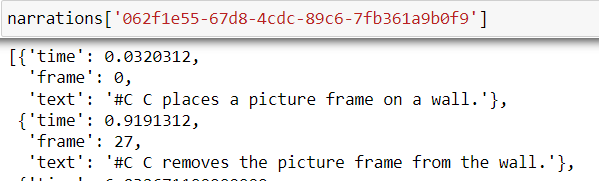 narrations['062f1e55-67d8-4cdc-89c6-7fb361a9b0f9']
[{'time': 0.0320312,
'frame': 0,
'text': '#C C places a picture frame on a wall.'},
{'time': 0.9191312,
'frame': 27,
'text': '#C C removes the picture frame from the wall.'},